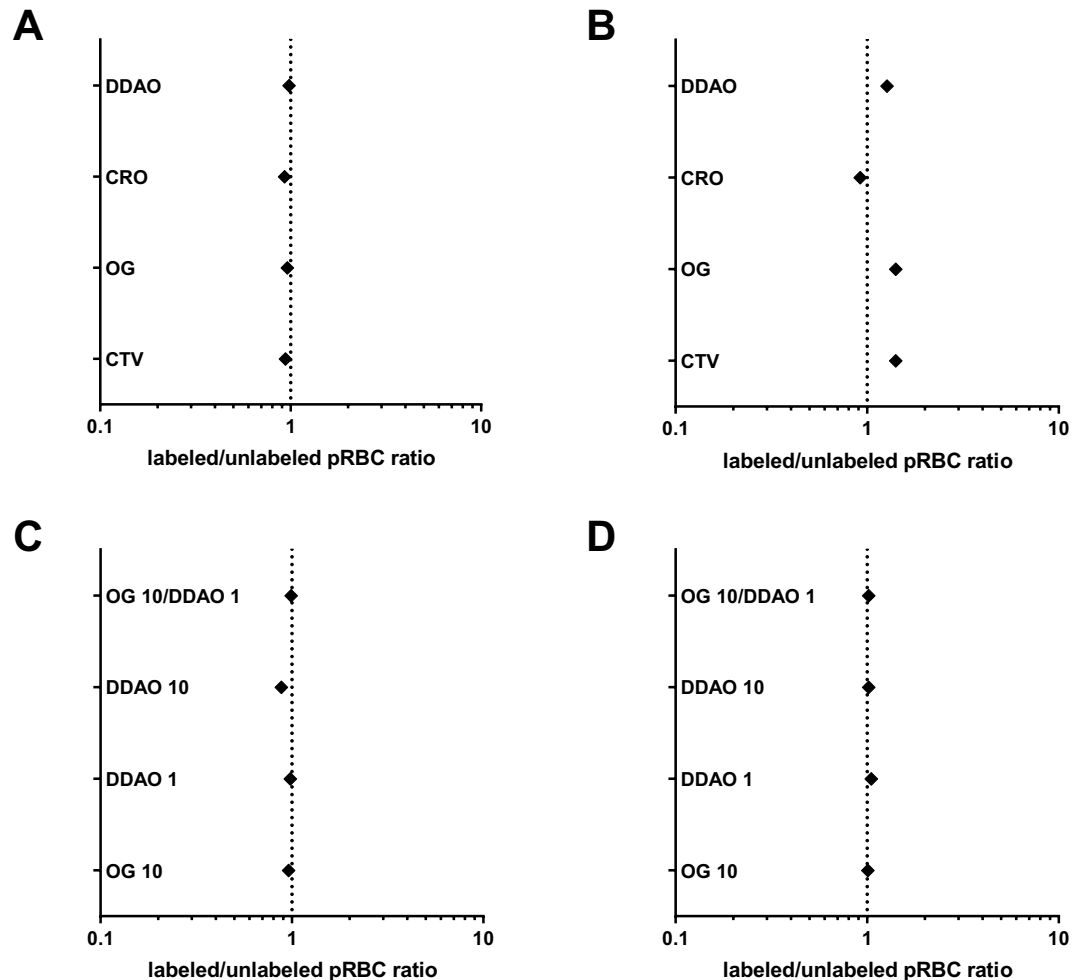 A
DDAO
CRO
OG
CTV
0.1 1 10
labeled/unlabeled pRBC ratio
B
DDAO
CRO
OG
CTV
0.1 1 10
labeled/unlabeled pRBC ratio
C
OG 10/DDAO 1
DDAO 10
DDAO 1
OG 10
0.1 1 10
labeled/unlabeled pRBC ratio
D
OG 10/DDAO 1
DDAO 10
DDAO 1
OG 10
0.1 1 10
labeled/unlabeled pRBC ratio